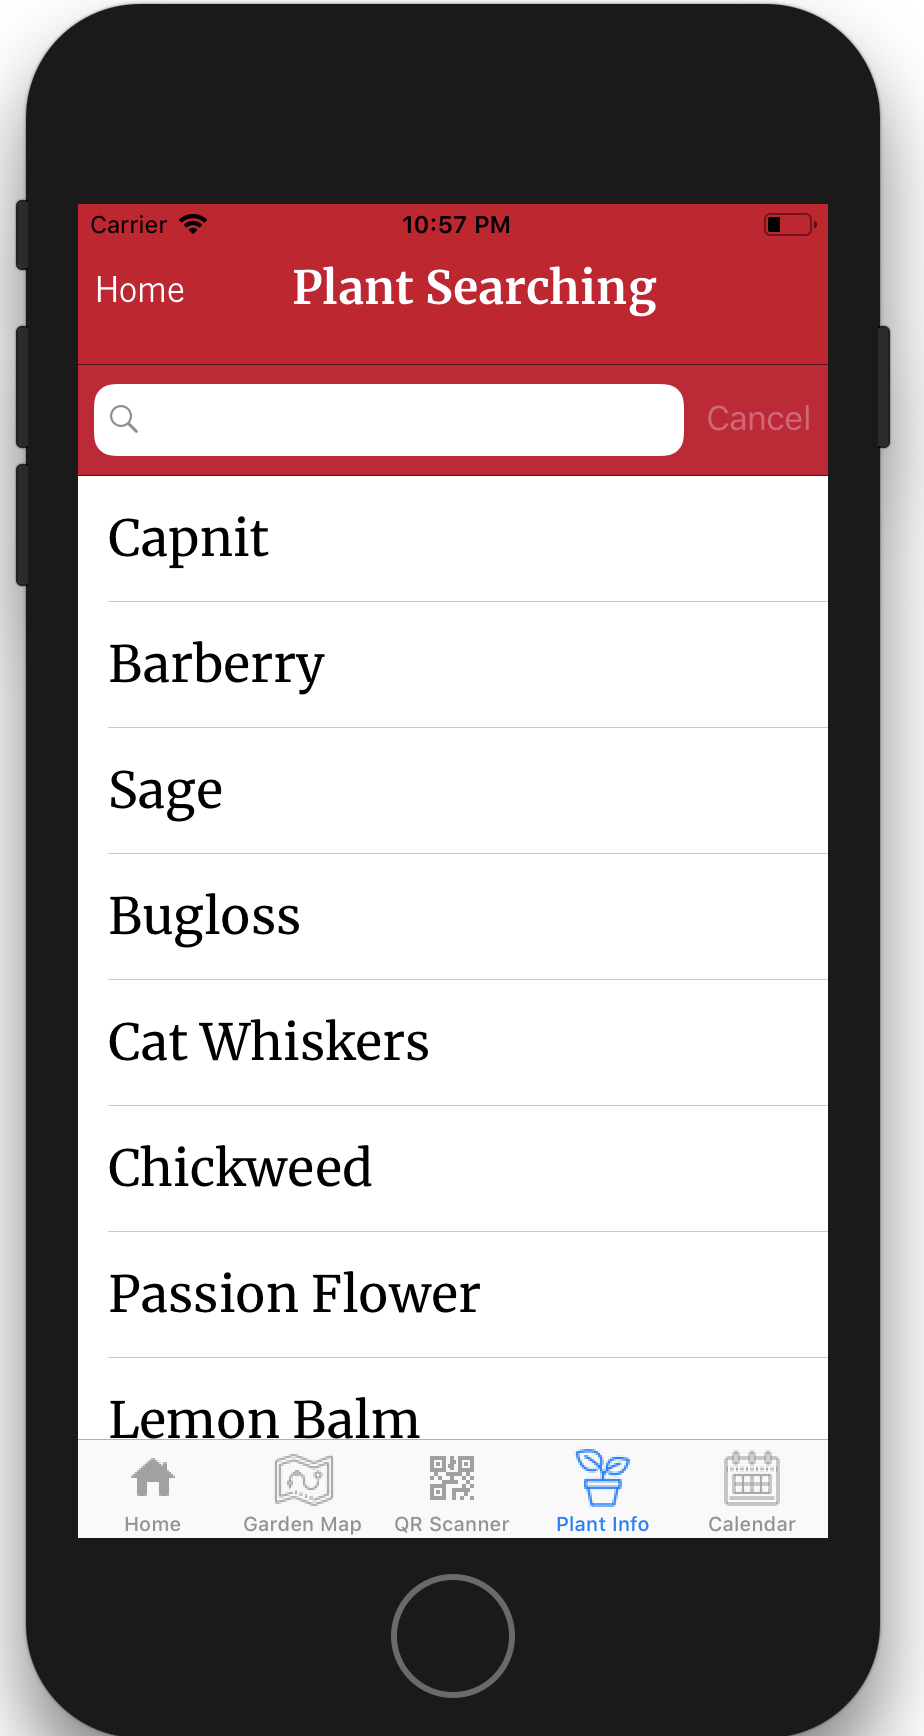 Carrier 10:57 PM
Home Plant Searching
Cancel
Capnit
Barberry
Sage
Bugloss
Cat Whiskers
Chickweed
Passion Flower
Lemon Balm
Home Garden Map QR Scanner Plant Info Calendar